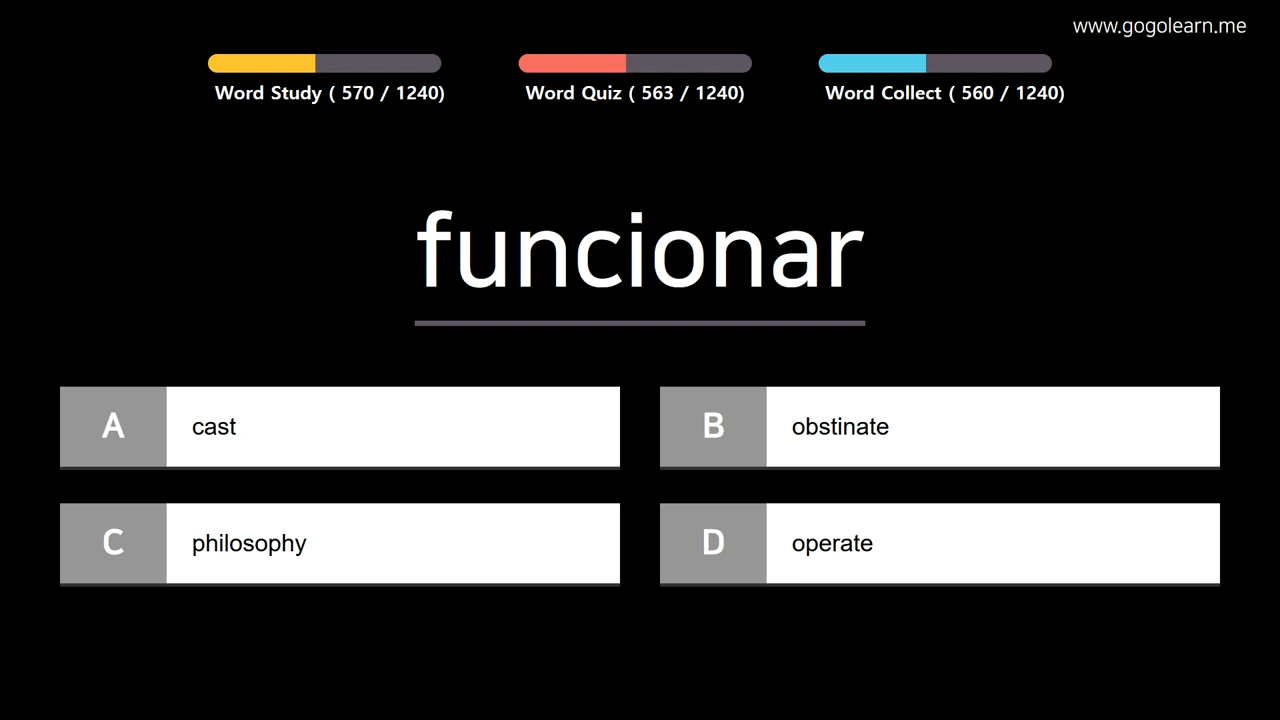 www.gogolearn.me
Word Study ( 570 / 1240)
Word Quiz ( 563 / 1240)
Word Collect ( 560 / 1240)
funcionar
A
cast
B
obstinate
C
philosophy
D
operate